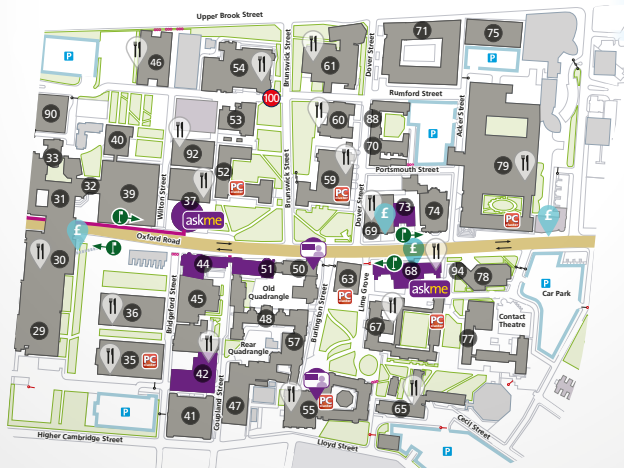 Upper Brook Street
71
75
P
46
54
Brunswick Street
61
Dover Street
P
Rumford Street
100
90
53
60
88
P
Acker Street
40
92
70
33
52
Portsmouth Street
79
32
PC
59
PC
31
39
Wilton Street
37
Brunswick Street
Dover Street
73
74
PC
askme
£
69
£
Oxford Road
£
30
44
51
50
68
94
78
P
Old
Quadrangle
63
askme
Car Park
45
PC
Lime Grove
36
Bridgeford Street
48
Burlington Street
67
PC
Contact
Theatre
29
57
77
35
PC
Rear
Quadrangle
42
P
41
Coupland Street
47
55
PC
65
Higher Cambridge Street
Lloyd Street
Cecil Street
P